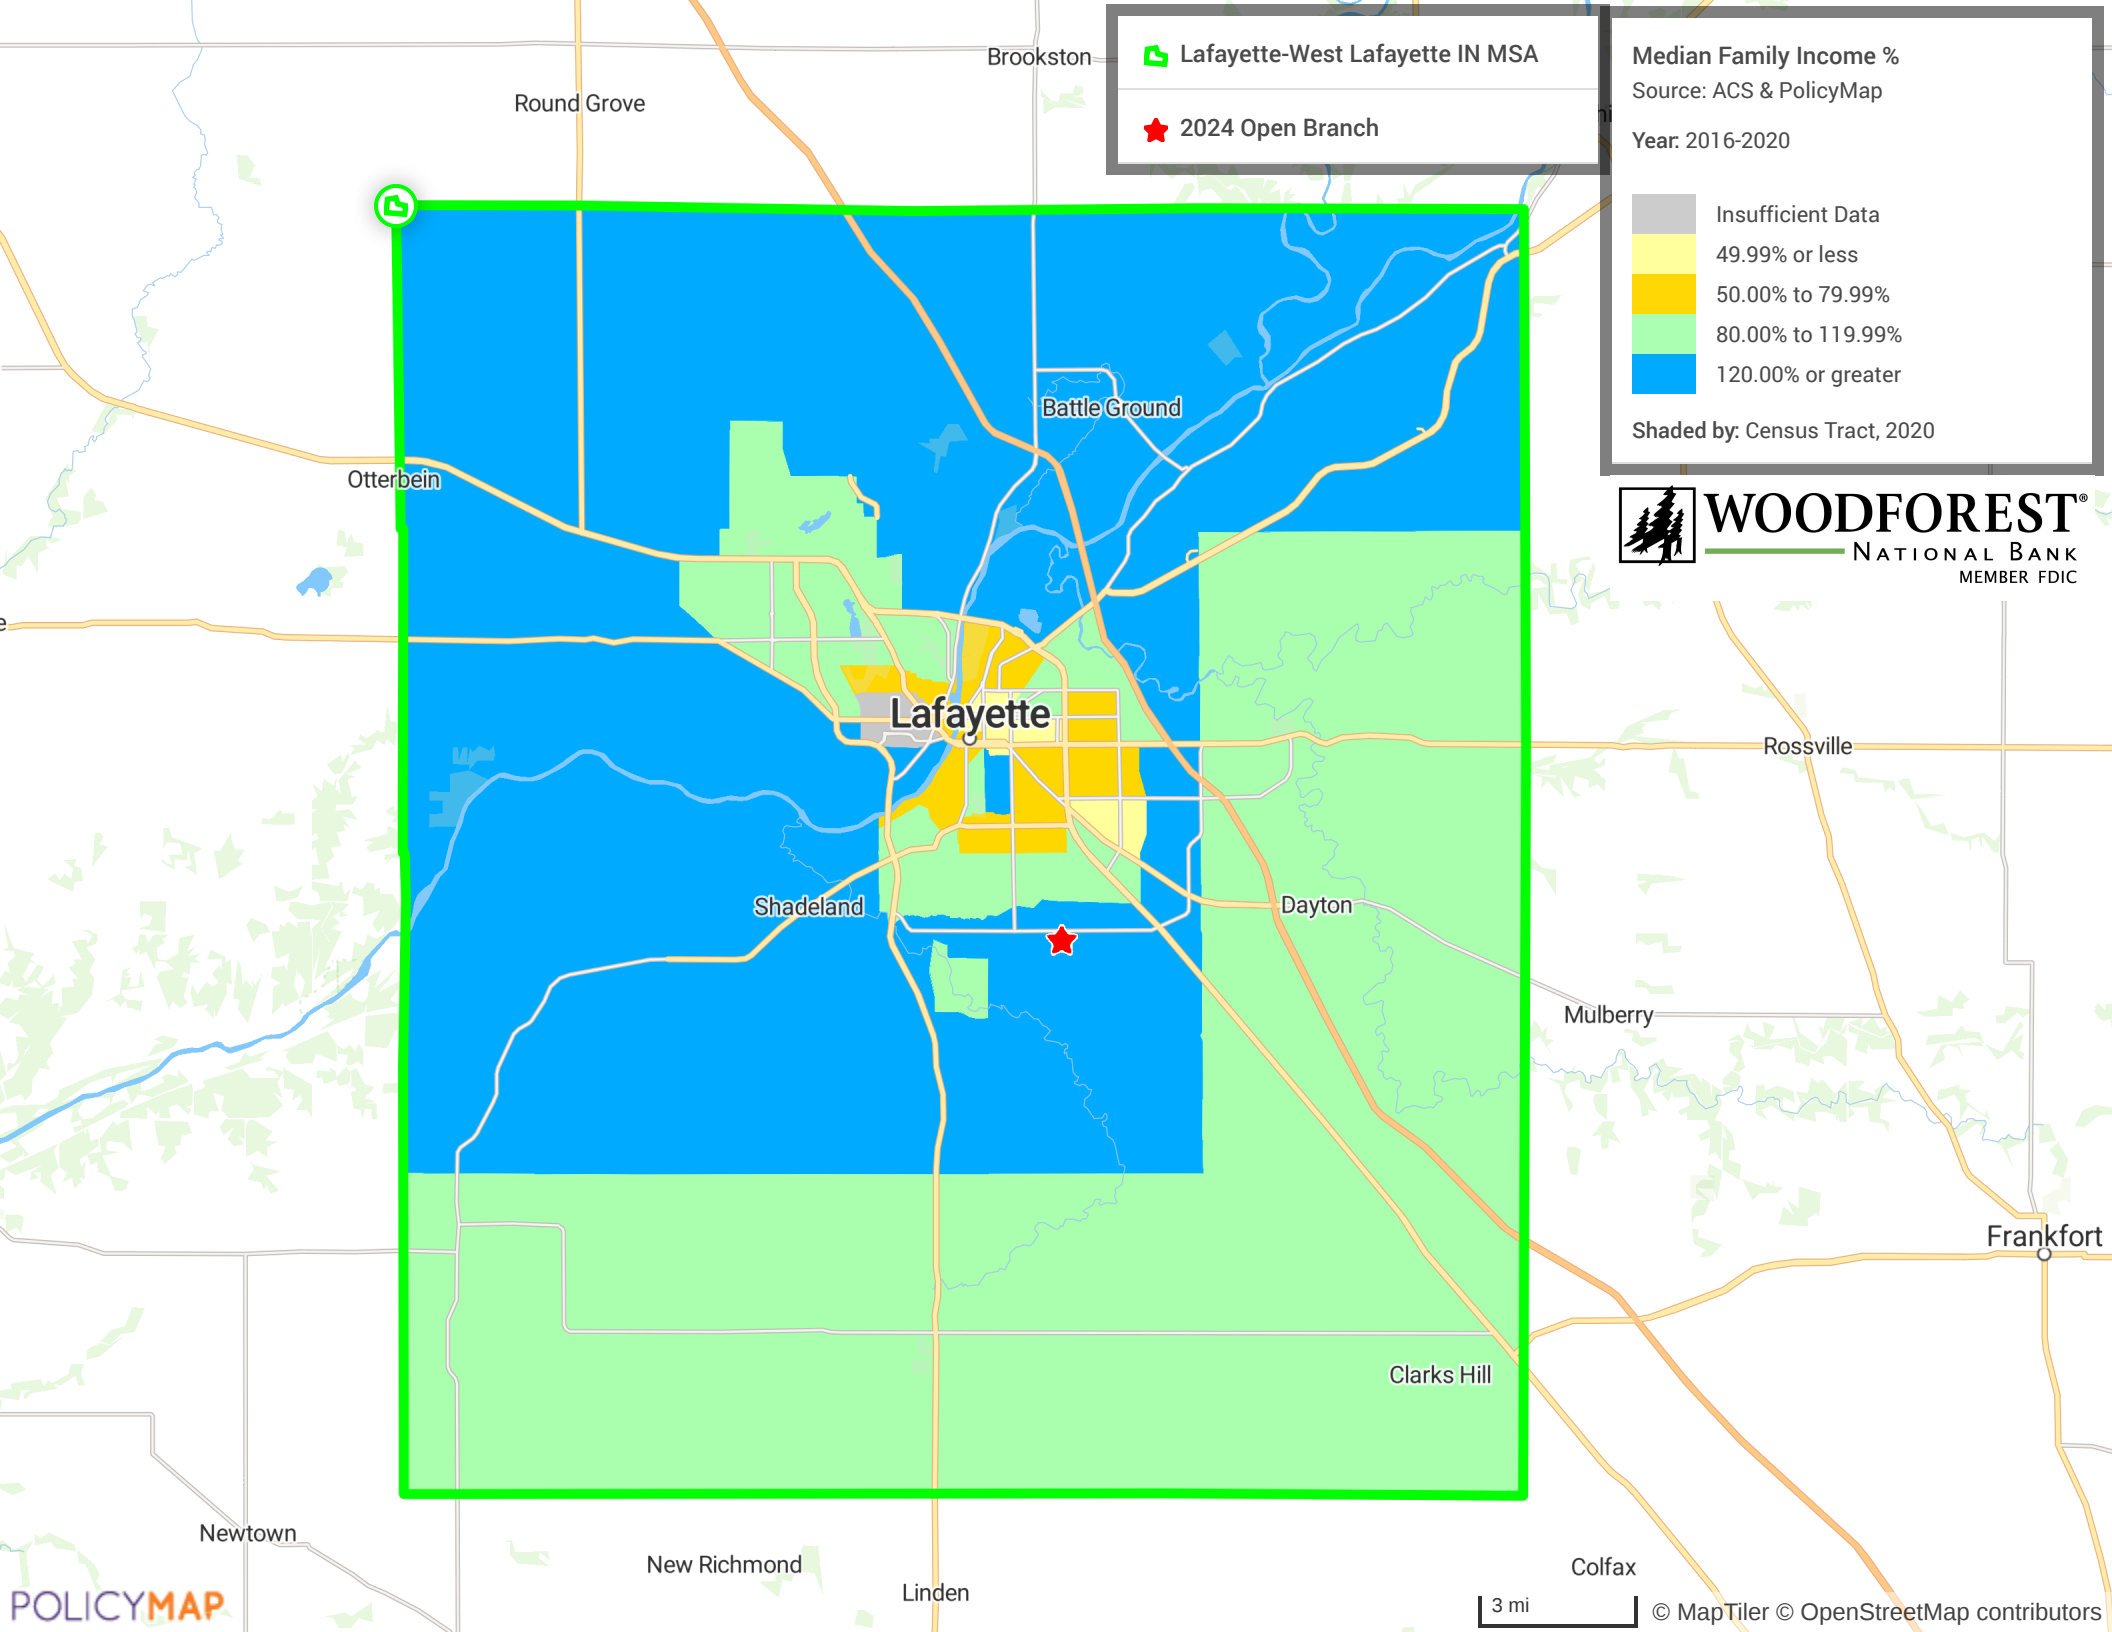 Brookston
Round Grove
Lafayette-West Lafayette IN MSA
2024 Open Branch
Median Family Income %
Source: ACS & PolicyMap
Year: 2016-2020
Insufficient Data
49.99% or less
50.00% to 79.99%
80.00% to 119.99%
120.00% or greater
Shaded by: Census Tract, 2020
WOODFOREST®
NATIONAL BANK
MEMBER FDIC
Battle Ground
Otterbein
Lafayette
Rossville
Shadeland
Dayton
Mulberry
Frankfort
Clarks Hill
Newtown
New Richmond
Colfax
Linden
POLICYMAP
3 mi
© MapTiler © OpenStreetMap contributors